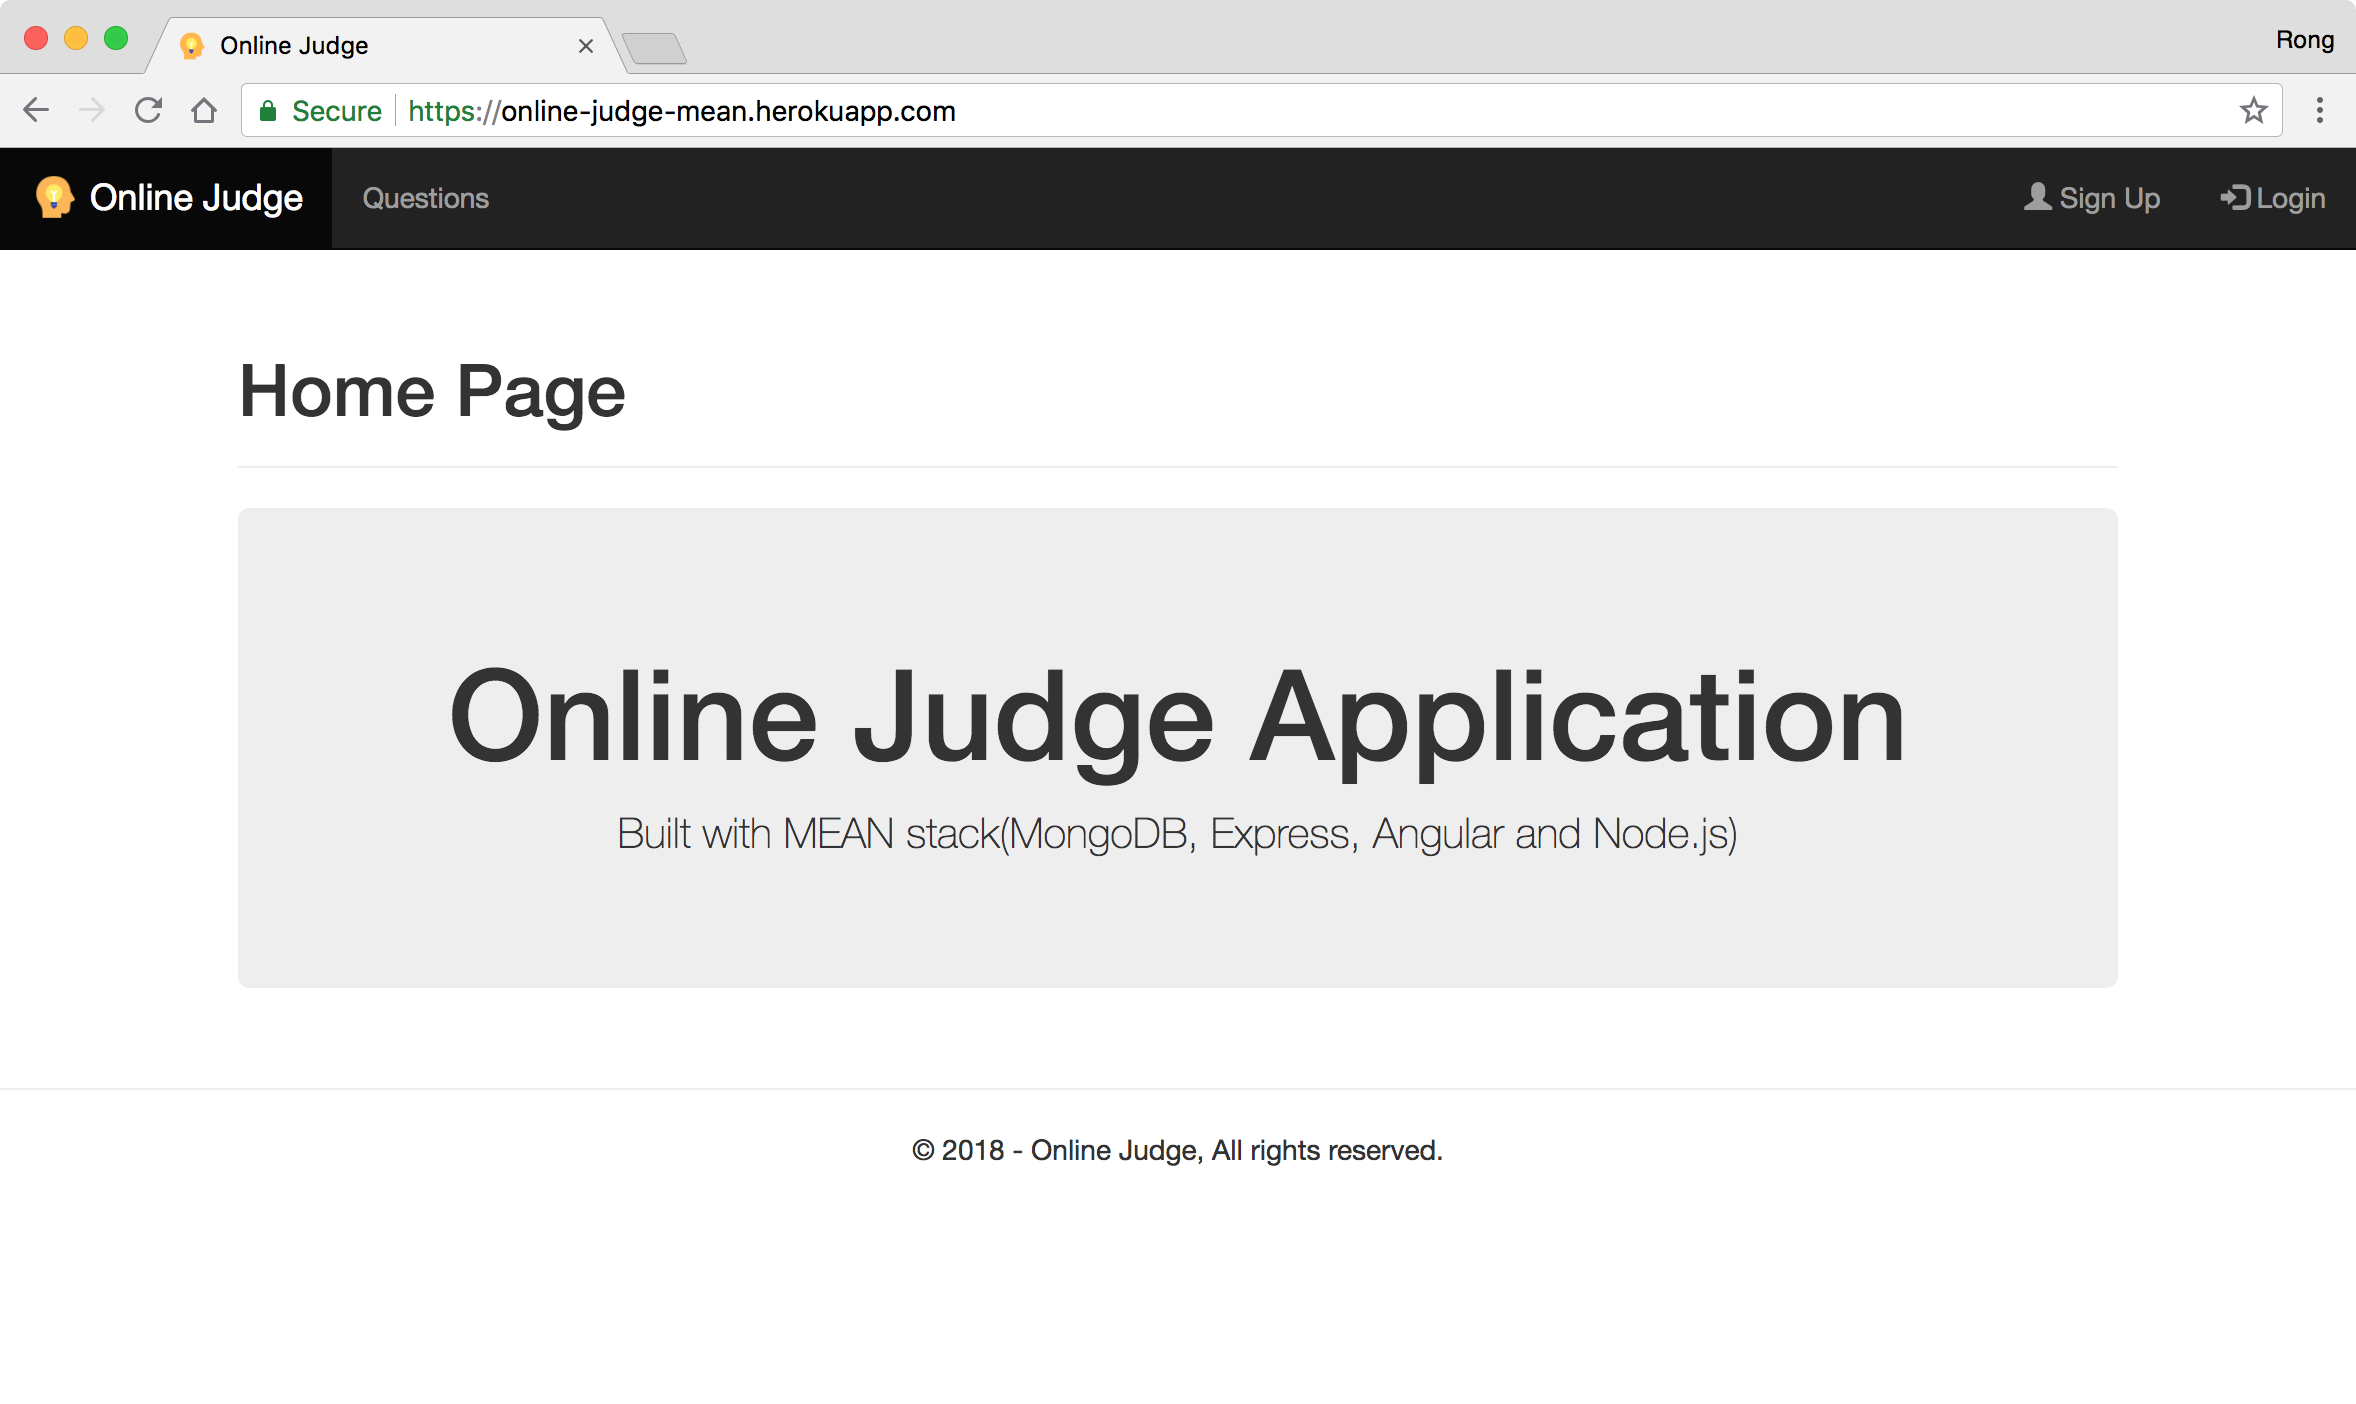 Online Judge
Rong
Secure https://online-judge-mean.herokuapp.com
Online Judge Questions Sign Up Login
Home Page
Online Judge Application
Built with MEAN stack(MongoDB, Express, Angular and Node.js)
© 2018 - Online Judge, All rights reserved.